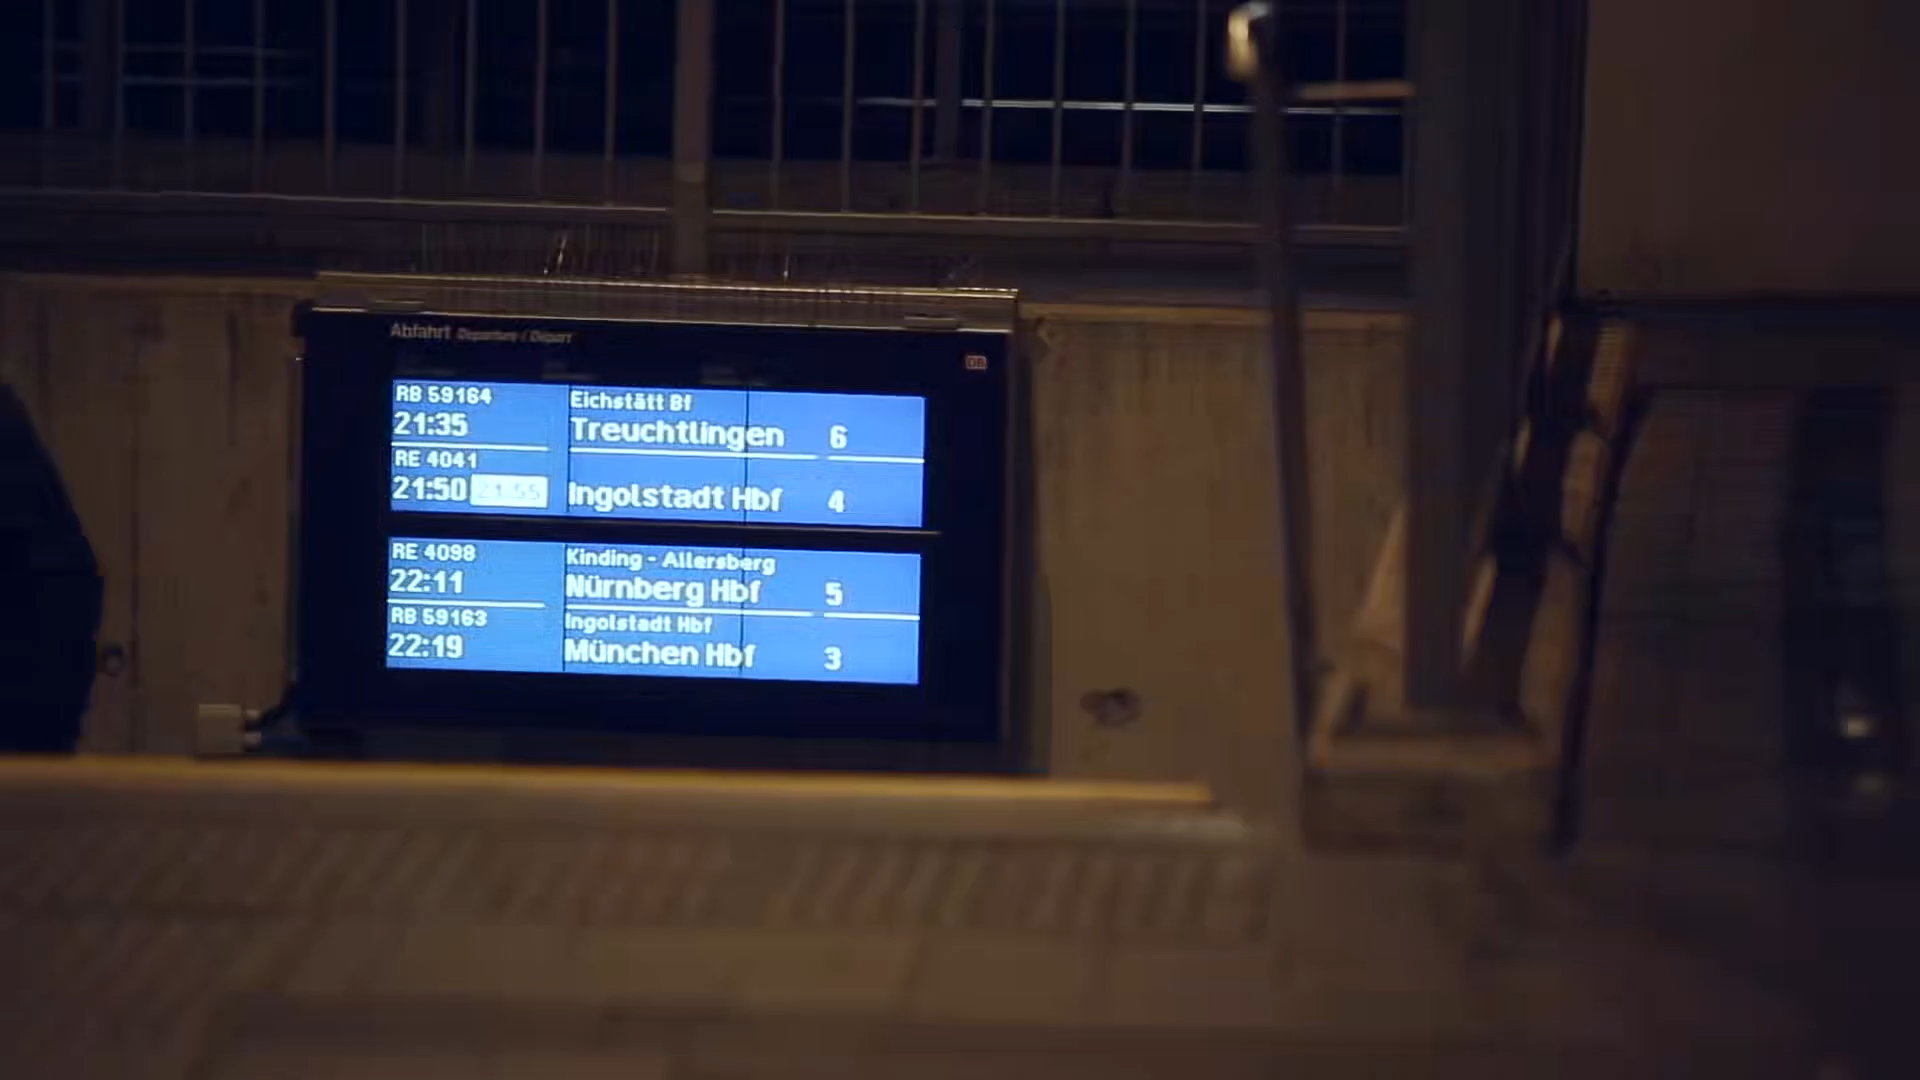 Abfahrt Departure / Départ
DB
RB 59164 Eichstätt Bf
21:35 Treuchtlingen 6
RE 4041
21:50 21:55 Ingolstadt Hbf 4
RE 4098 Kinding - Allersberg
22:11 Nürnberg Hbf 5
RB 59163 Ingolstadt Hbf
22:19 München Hbf 3